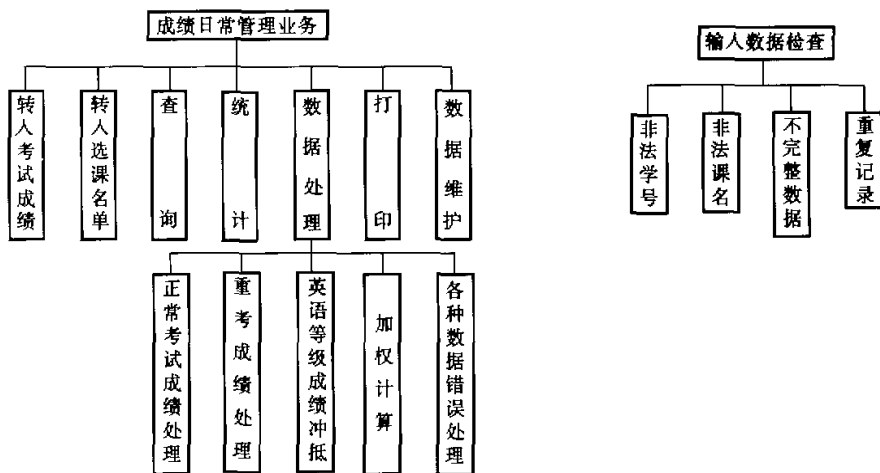 成绩日常管理业务
转入考试成绩
转入选课名单
查询
统计
数据处理
打印
数据维护
正常考试成绩处理
重考成绩处理
英语等级成绩冲抵
加权计算
各种数据错误处理
输入数据检查
非法学号
非法课名
不完整数据
重复记录